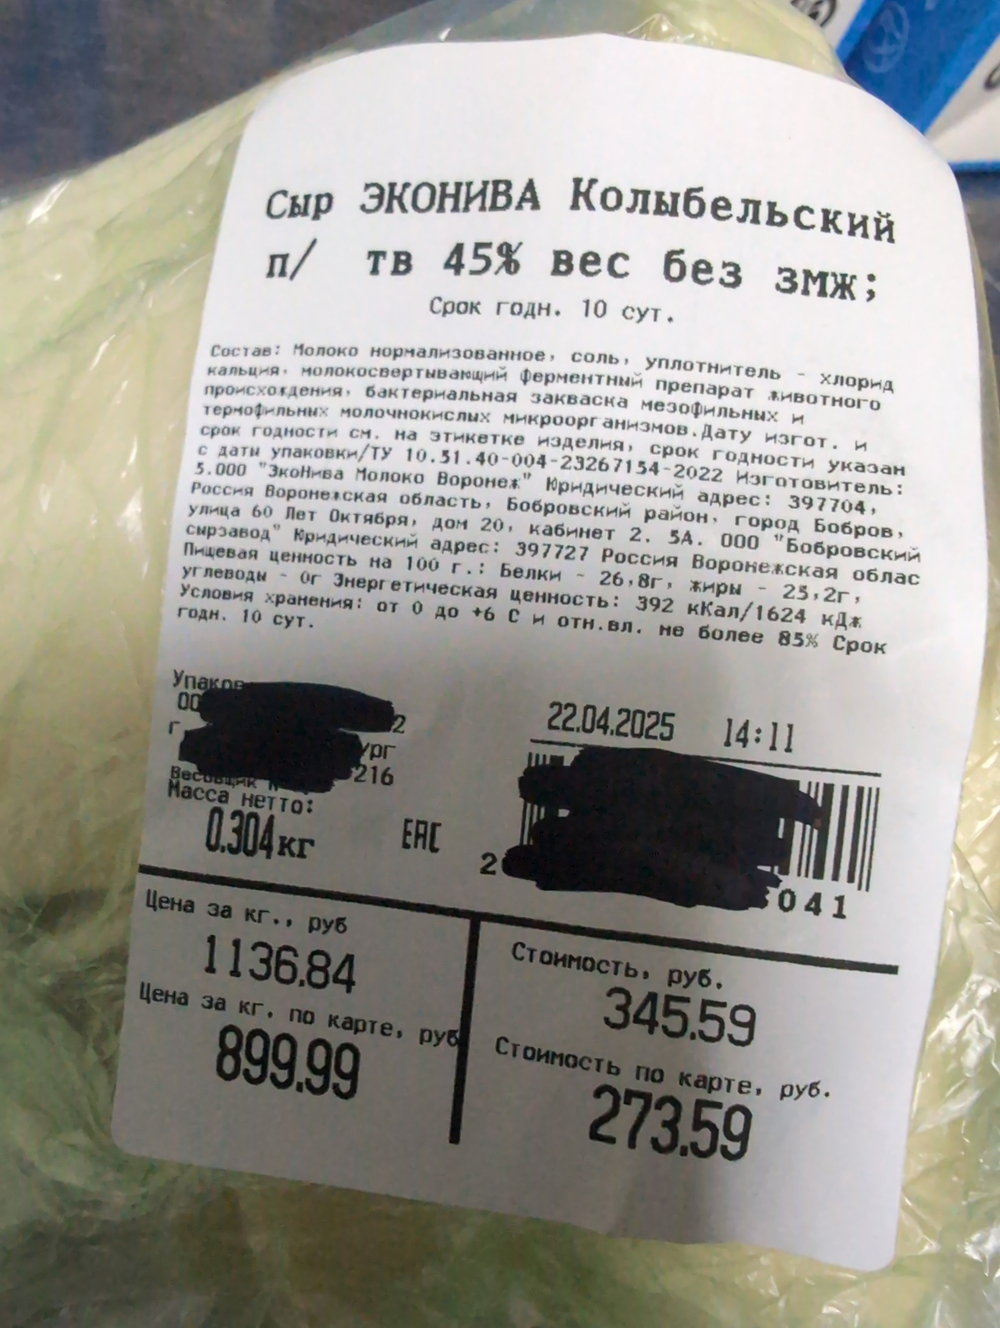 Сыр ЭКОНИВА Колыбельский
п/ тв 45% вес без змж;
Срок годн. 10 сут.
Состав: Молоко нормализованное, соль, уплотнитель - хлорид
кальция, молокосвертывающий ферментный препарат животного
происхождения, бактериальная закваска мезофильных и
термофильных молочнокислых микроорганизмов.Дату изгот. и
срок годности см. на этикетке изделия, срок годности указан
с даты упаковки/ТУ 10.51.40-004-23267154-2022 Изготовитель:
5.000 "ЭкоНива Молоко Воронеж" Юридический адрес: 397704,
Россия Воронежская область, Бобровский район, город Бобров,
улица 60 Лет Октября, дом 20, кабинет 2. 5А. ООО "Бобровский
сырзавод" Юридический адрес: 397727 Россия Воронежская облас
Пищевая ценность на 100 г.: Белки - 26,8г, жиры - 25,2г,
углеводы - 0г Энергетическая ценность: 392 кКал/1624 кДж
Условия хранения: от 0 до +6 С и отн.вл. не более 85% Срок
годн. 10 сут.
22.04.2025 14:11
216
Масса нетто:
0.304кг
ЕАС
2
041
Цена за кг., руб
1136.84
Стоимость, руб.
345.59
Цена за кг. по карте, руб
899.99
Стоимость по карте, руб.
273.59